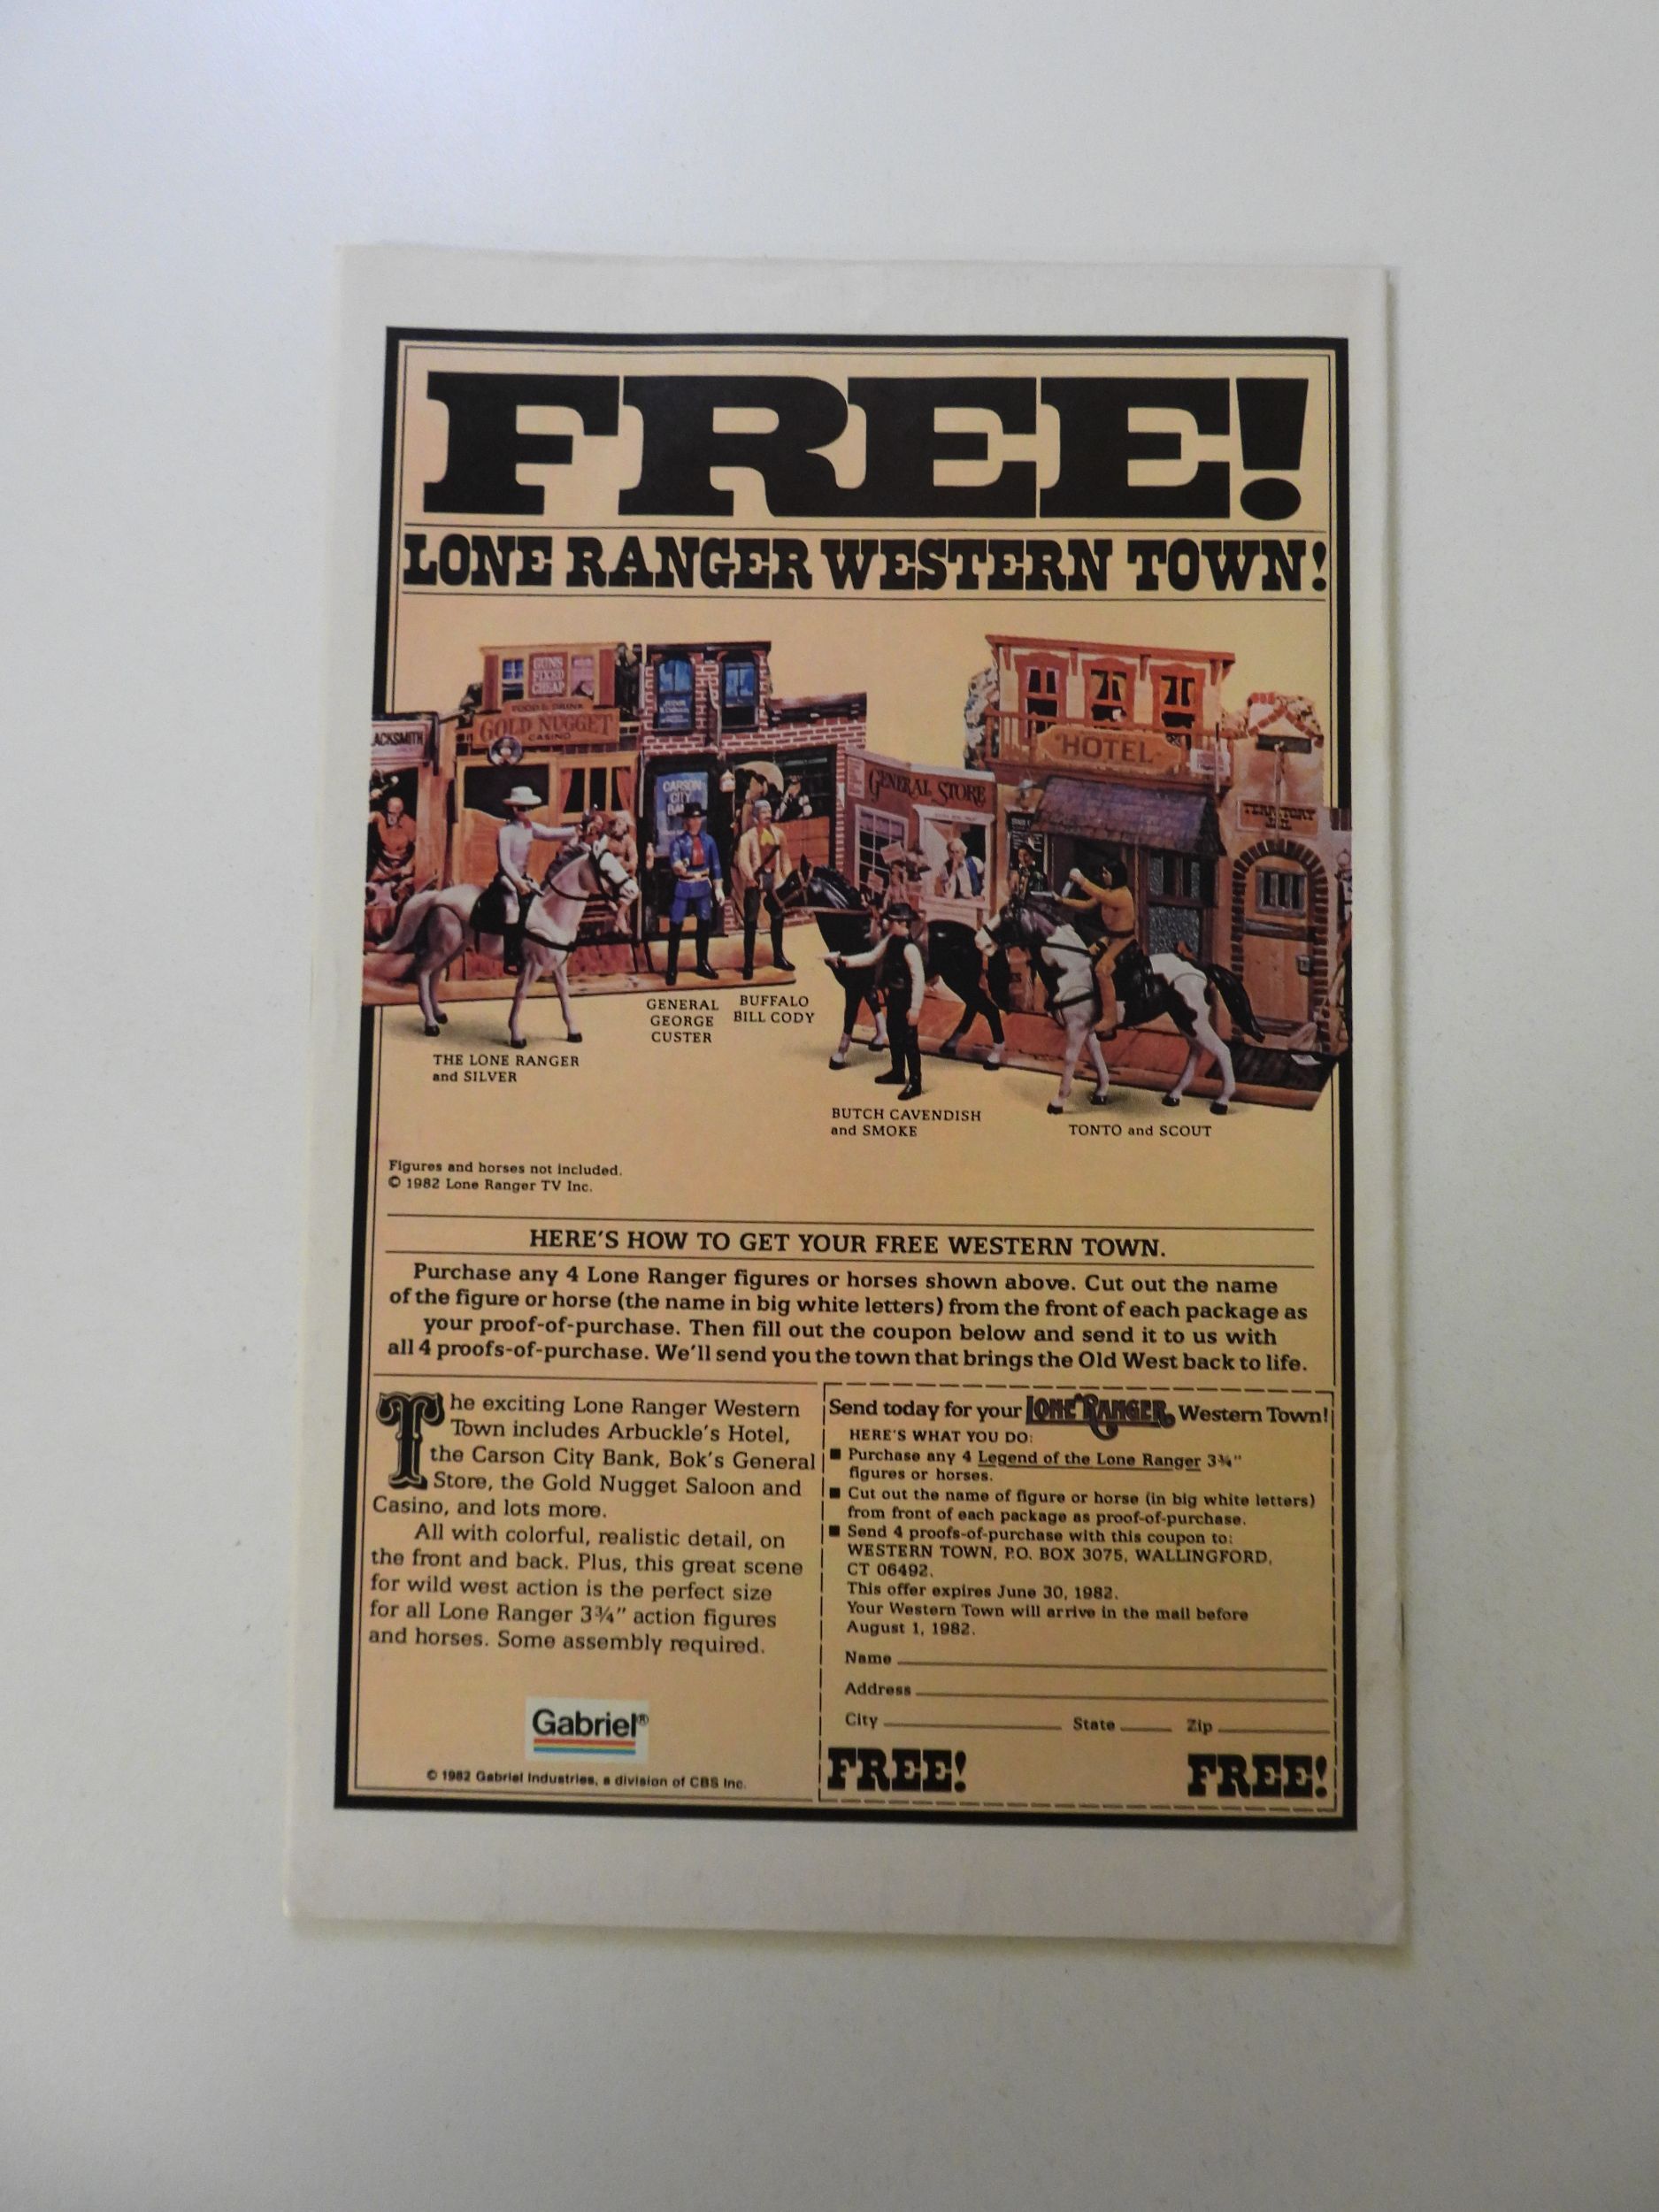 FREE!
LONE RANGER WESTERN TOWN!
GUNS
FIXED
CHEAP
FOOD & DRINK
GOLD NUGGET
CASINO
ACKSMITH
CARSON
CITY
HOTEL
GENERAL STORE
TERRITORY
JAIL
GENERAL
GEORGE
CUSTER
BUFFALO
BILL CODY
THE LONE RANGER
and SILVER
BUTCH CAVENDISH
and SMOKE
TONTO and SCOUT
Figures and horses not included.
© 1982 Lone Ranger TV Inc.
HERE'S HOW TO GET YOUR FREE WESTERN TOWN.
Purchase any 4 Lone Ranger figures or horses shown above. Cut out the name
of the figure or horse (the name in big white letters) from the front of each package as
your proof-of-purchase. Then fill out the coupon below and send it to us with
all 4 proofs-of-purchase. We'll send you the town that brings the Old West back to life.
The exciting Lone Ranger Western
Town includes Arbuckle's Hotel,
the Carson City Bank, Bok's General
Store, the Gold Nugget Saloon and
Casino, and lots more.
All with colorful, realistic detail, on
the front and back. Plus, this great scene
for wild west action is the perfect size
for all Lone Ranger 3¾" action figures
and horses. Some assembly required.
Gabriel®
© 1982 Gabriel Industries, a division of CBS Inc.
Send today for your LONE RANGER Western Town!
HERE'S WHAT YOU DO:
■ Purchase any 4 Legend of the Lone Ranger 3¾"
figures or horses.
■ Cut out the name of figure or horse (in big white letters)
from front of each package as proof-of-purchase.
■ Send 4 proofs-of-purchase with this coupon to:
WESTERN TOWN, P.O. BOX 3075, WALLINGFORD,
CT 06492.
This offer expires June 30, 1982.
Your Western Town will arrive in the mail before
August 1, 1982.
Name
Address
City State Zip
FREE! FREE!